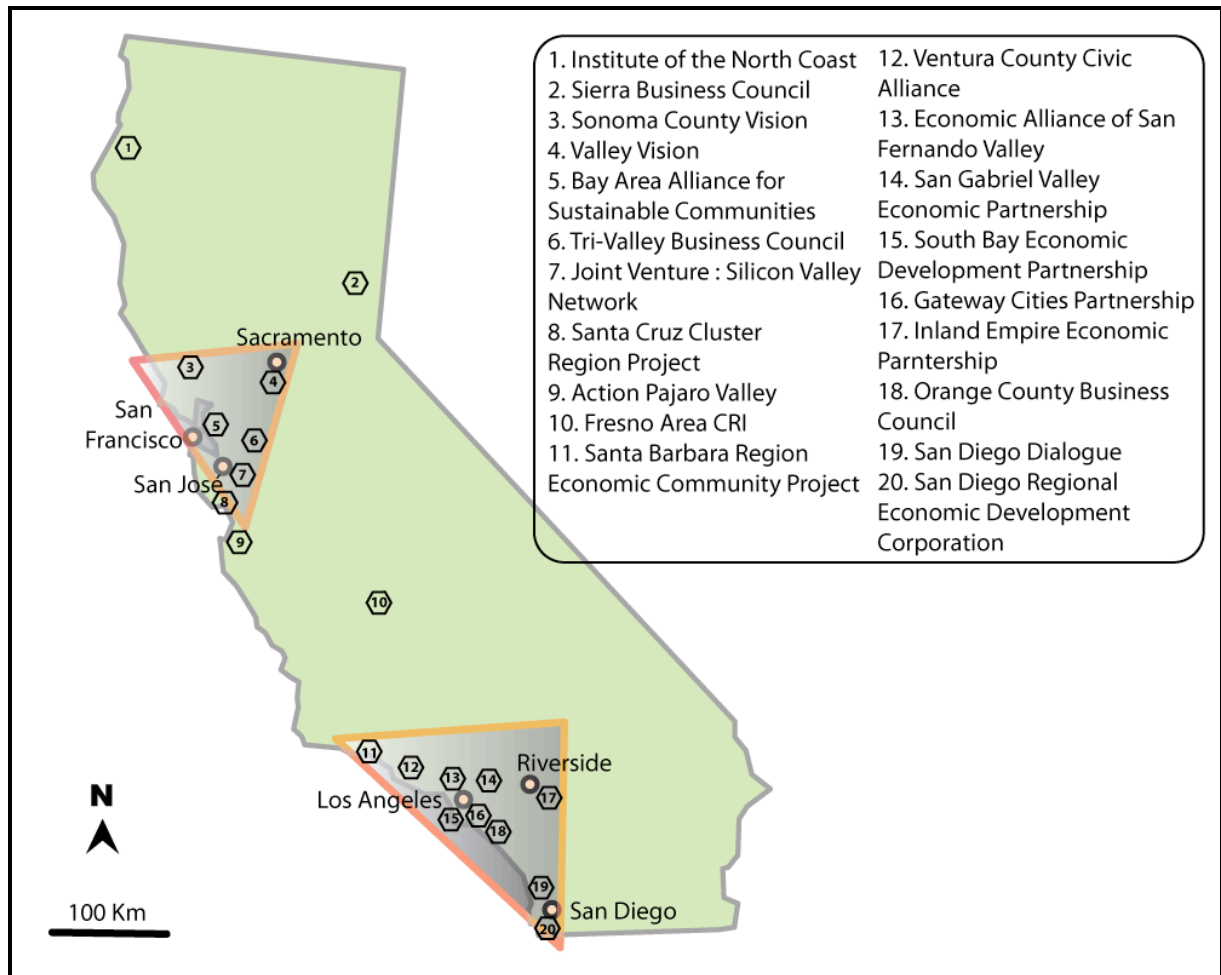 1. Institute of the North Coast
2. Sierra Business Council
3. Sonoma County Vision
4. Valley Vision
5. Bay Area Alliance for
Sustainable Communities
6. Tri-Valley Business Council
7. Joint Venture : Silicon Valley
Network
8. Santa Cruz Cluster
Region Project
9. Action Pajaro Valley
10. Fresno Area CRI
11. Santa Barbara Region
Economic Community Project
12. Ventura County Civic
Alliance
13. Economic Alliance of San
Fernando Valley
14. San Gabriel Valley
Economic Partnership
15. South Bay Economic
Development Partnership
16. Gateway Cities Partnership
17. Inland Empire Economic
Parntership
18. Orange County Business
Council
19. San Diego Dialogue
20. San Diego Regional
Economic Development
Corporation
1
2
Sacramento
3
4
San
Francisco
5
6
San José
7
8
9
10
11
12
13
14
Riverside
Los Angeles
17
15
16
18
19
San Diego
20
N
100 Km